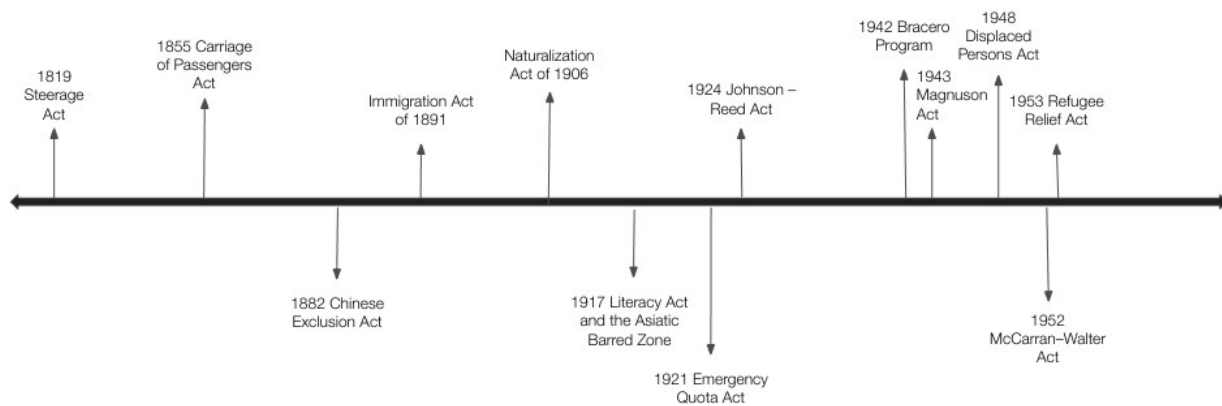 1819
Steerage
Act
1855 Carriage
of Passengers
Act
Immigration Act
of 1891
Naturalization
Act of 1906
1924 Johnson –
Reed Act
1942 Bracero
Program
1943
Magnuson
Act
1948
Displaced
Persons Act
1953 Refugee
Relief Act
1882 Chinese
Exclusion Act
1917 Literacy Act
and the Asiatic
Barred Zone
1921 Emergency
Quota Act
1952
McCarran–Walter
Act